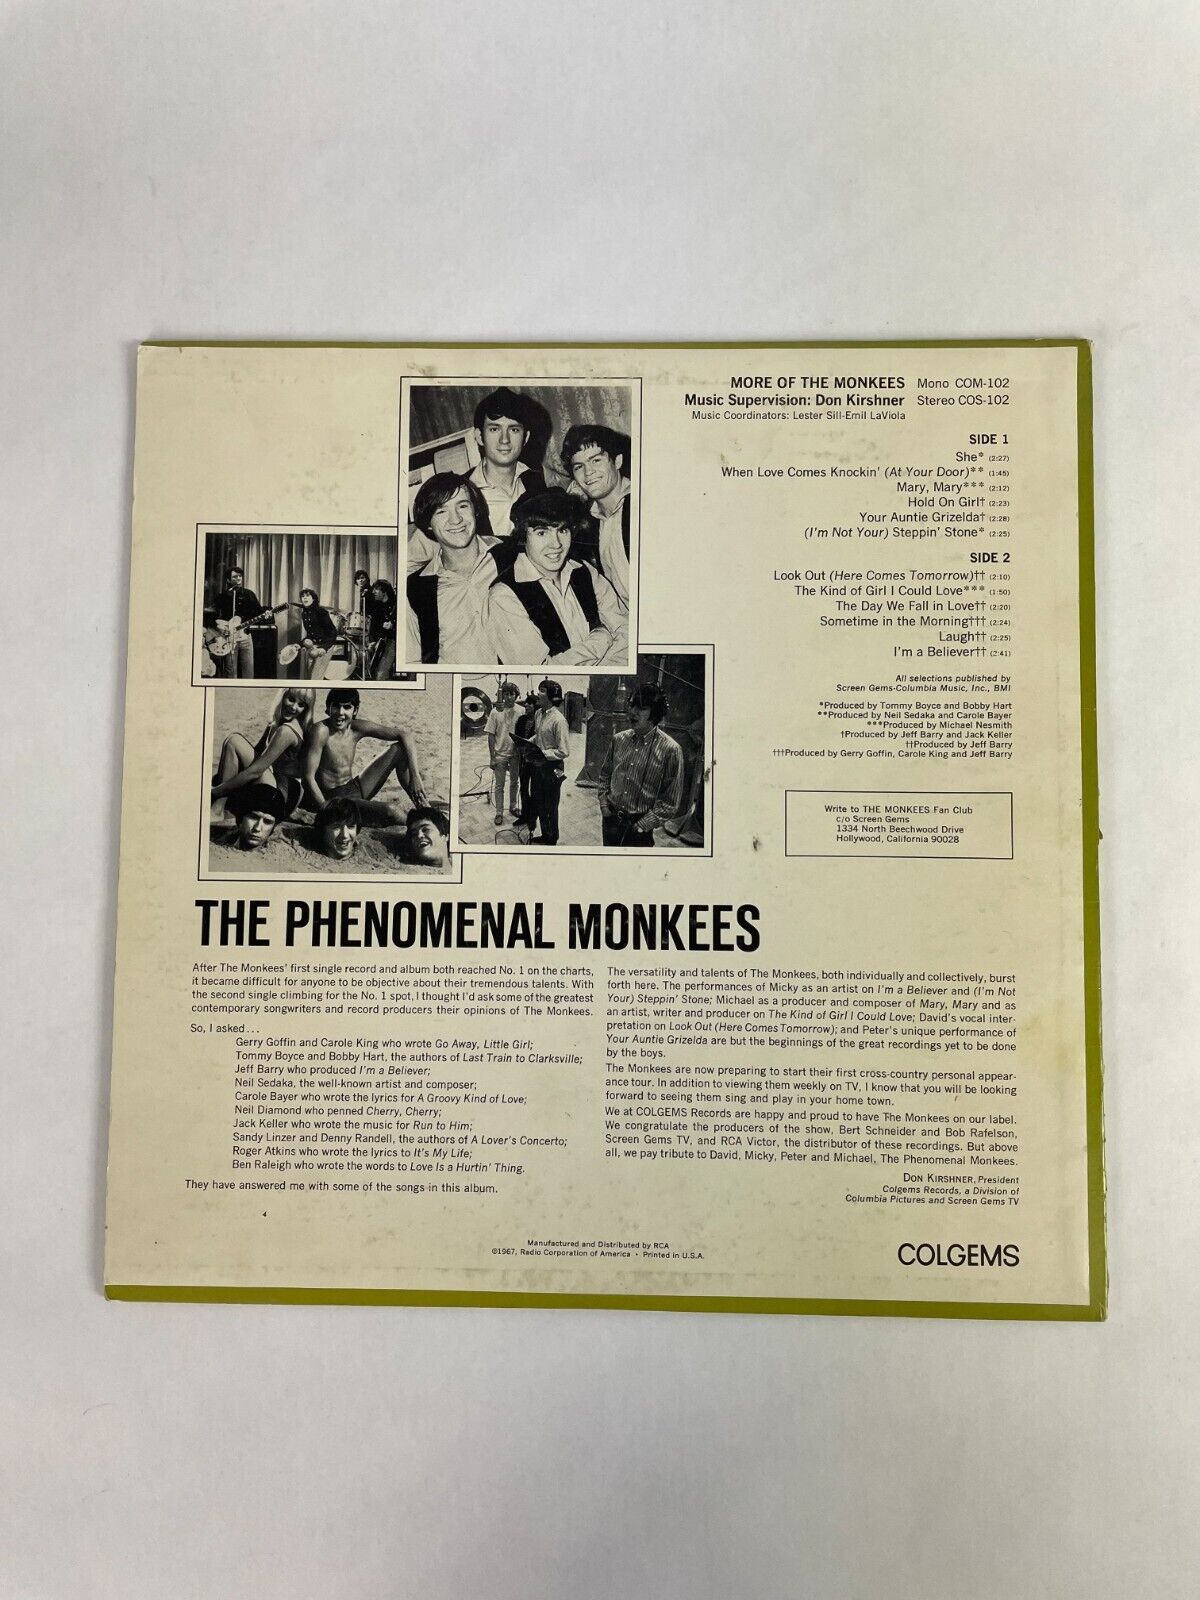 MORE OF THE MONKEES Mono COM-102
Music Supervision: Don Kirshner Stereo COS-102
Music Coordinators: Lester Sill-Emil LaViola
SIDE 1
She* (2:27)
When Love Comes Knockin' (At Your Door)** (1:45)
Mary, Mary*** (2:12)
Hold On Girl† (2:23)
Your Auntie Grizelda† (2:28)
(I'm Not Your) Steppin' Stone* (2:25)
SIDE 2
Look Out (Here Comes Tomorrow)†† (2:10)
The Kind of Girl I Could Love*** (1:50)
The Day We Fall in Love†† (2:20)
Sometime in the Morning††† (2:24)
Laugh†† (2:25)
I'm a Believer†† (2:41)
All selections published by
Screen Gems-Columbia Music, Inc., BMI
*Produced by Tommy Boyce and Bobby Hart
**Produced by Neil Sedaka and Carole Bayer
***Produced by Michael Nesmith
†Produced by Jeff Barry and Jack Keller
††Produced by Jeff Barry
†††Produced by Gerry Goffin, Carole King and Jeff Barry
Write to THE MONKEES Fan Club
c/o Screen Gems
1334 North Beechwood Drive
Hollywood, California 90028
THE PHENOMENAL MONKEES
After The Monkees' first single record and album both reached No. 1 on the charts,
it became difficult for anyone to be objective about their tremendous talents. With
the second single climbing for the No. 1 spot, I thought I'd ask some of the greatest
contemporary songwriters and record producers their opinions of The Monkees.
So, I asked...
Gerry Goffin and Carole King who wrote Go Away, Little Girl;
Tommy Boyce and Bobby Hart, the authors of Last Train to Clarksville;
Jeff Barry who produced I'm a Believer;
Neil Sedaka, the well-known artist and composer;
Carole Bayer who wrote the lyrics for A Groovy Kind of Love;
Neil Diamond who penned Cherry, Cherry;
Jack Keller who wrote the music for Run to Him;
Sandy Linzer and Denny Randell, the authors of A Lover's Concerto;
Roger Atkins who wrote the lyrics to It's My Life;
Ben Raleigh who wrote the words to Love Is a Hurtin' Thing.
They have answered me with some of the songs in this album.
The versatility and talents of The Monkees, both individually and collectively, burst
forth here. The performances of Micky as an artist on I'm a Believer and (I'm Not
Your) Steppin' Stone; Michael as a producer and composer of Mary, Mary and as
an artist, writer and producer on The Kind of Girl I Could Love; David's vocal inter-
pretation on Look Out (Here Comes Tomorrow); and Peter's unique performance of
Your Auntie Grizelda are but the beginnings of the great recordings yet to be done
by the boys.
The Monkees are now preparing to start their first cross-country personal appear-
ance tour. In addition to viewing them weekly on TV, I know that you will be looking
forward to seeing them sing and play in your home town.
We at COLGEMS Records are happy and proud to have The Monkees on our label.
We congratulate the producers of the show, Bert Schneider and Bob Rafelson,
Screen Gems TV, and RCA Victor, the distributor of these recordings. But above
all, we pay tribute to David, Micky, Peter and Michael, The Phenomenal Monkees.
DON KIRSHNER, President
Colgems Records, a Division of
Columbia Pictures and Screen Gems TV
4
Manufactured and Distributed by RCA
©1967, Radio Corporation of America • Printed in U.S.A.
COLGEMS